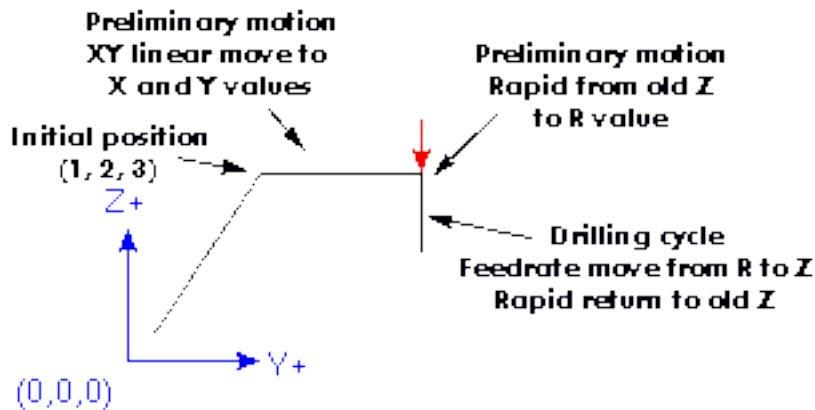 Preliminary motion
XY linear move to
X and Y values
Preliminary motion
Rapid from old Z
to R value
Initial position
(1, 2, 3)
Z+
Drilling cycle
Feedrate move from R to Z
Rapid return to old Z
Y+
(0,0,0)